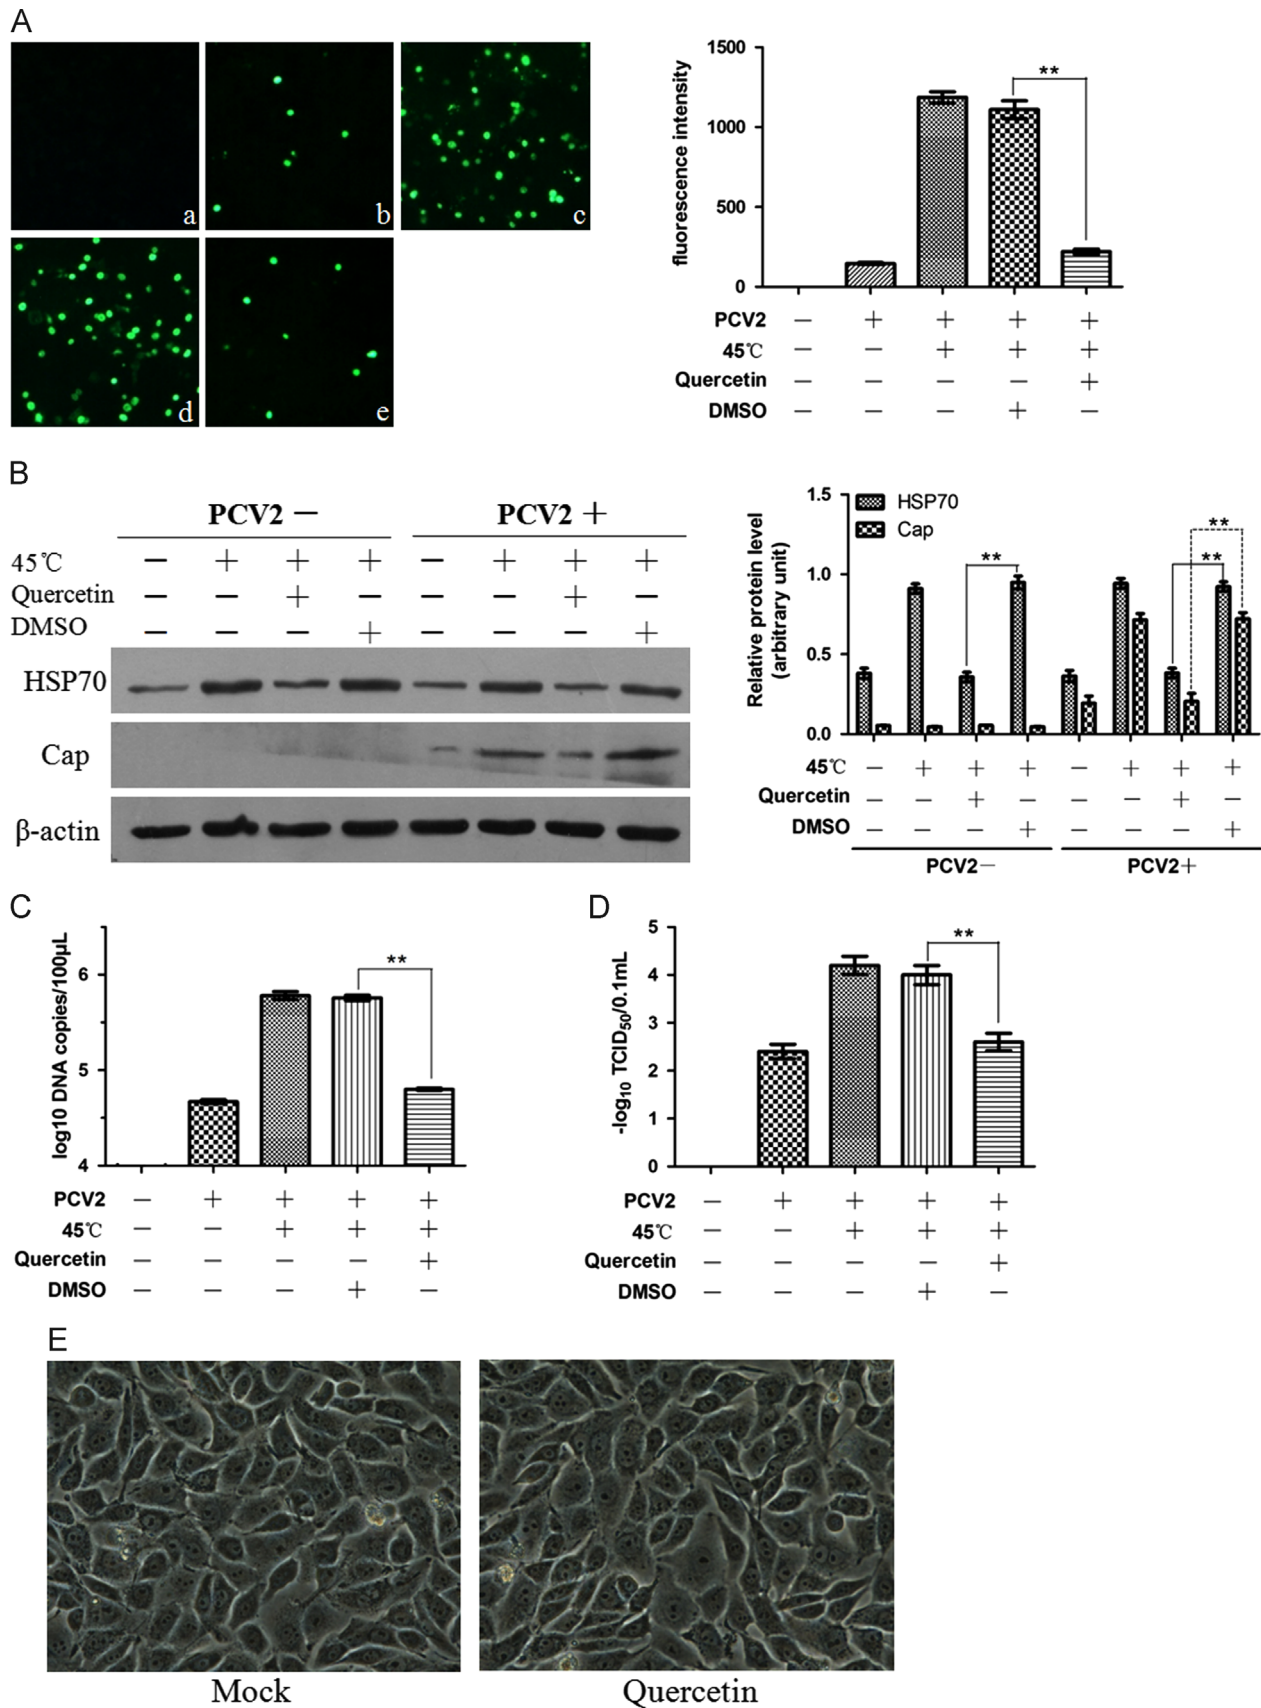 A
a
b
c
d
e
fluorescence intensity
1500
1000
500
0
**
PCV2 — + + + +
45℃ — — + + +
Quercetin — — — — +
DMSO — — — + —
B
PCV2 — PCV2 +
45℃ — + + + — + + +
Quercetin — — + — — — + —
DMSO — — — + — — — +
HSP70
Cap
β-actin
Relative protein level
(arbitrary unit)
1.5
1.0
0.5
0.0
HSP70
Cap
**
**
**
45℃ — + + + — + + +
Quercetin — — + — — — + —
DMSO — — — + — — — +
PCV2— PCV2+
C
log10 DNA copies/100μL
6
5
4
**
PCV2 — + + + +
45℃ — — + + +
Quercetin — — — — +
DMSO — — — + —
D
-log10 TCID50/0.1mL
5
4
3
2
1
0
**
PCV2 — + + + +
45℃ — — + + +
Quercetin — — — — +
DMSO — — — + —
E
Mock Quercetin